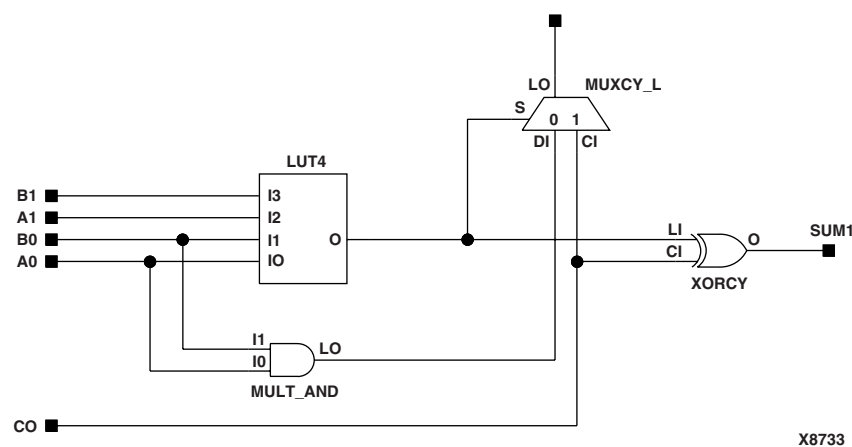 LO MUXCY_L
S
0 1
DI CI
LUT4
B1 I3
A1 I2
B0 I1 O LI SUM1
A0 IO CI O
XORCY
I1 LO
I0
MULT_AND
CO
X8733